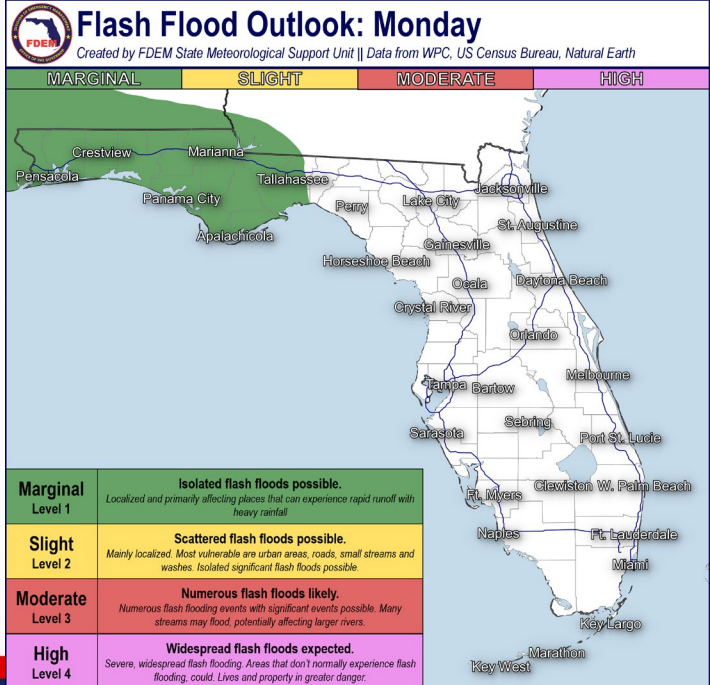 Flash Flood Outlook: Monday
Created by FDEM State Meteorological Support Unit || Data from WPC, US Census Bureau, Natural Earth
FDEM
MARGINAL SLIGHT MODERATE HIGH
Crestview
Marianna
Pensacola
Tallahassee
Panama City
Apalachicola
Perry
Lake City
Jacksonville
St. Augustine
Gainesville
Horseshoe Beach
Ocala
Daytona Beach
Crystal River
Orlando
Tampa
Bartow
Melbourne
Sebring
Sarasota
Port St. Lucie
Ft. Myers
Clewiston
W. Palm Beach
Naples
Ft. Lauderdale
Miami
Key Largo
Marathon
Key West
Marginal
Level 1
Isolated flash floods possible.
Localized and primarily affecting places that can experience rapid runoff with
heavy rainfall
Slight
Level 2
Scattered flash floods possible.
Mainly localized. Most vulnerable are urban areas, roads, small streams and
washes. Isolated significant flash floods possible.
Moderate
Level 3
Numerous flash floods likely.
Numerous flash flooding events with significant events possible. Many
streams may flood, potentially affecting larger rivers.
High
Level 4
Widespread flash floods expected.
Severe, widespread flash flooding. Areas that don't normally experience flash
flooding, could. Lives and property in greater danger.